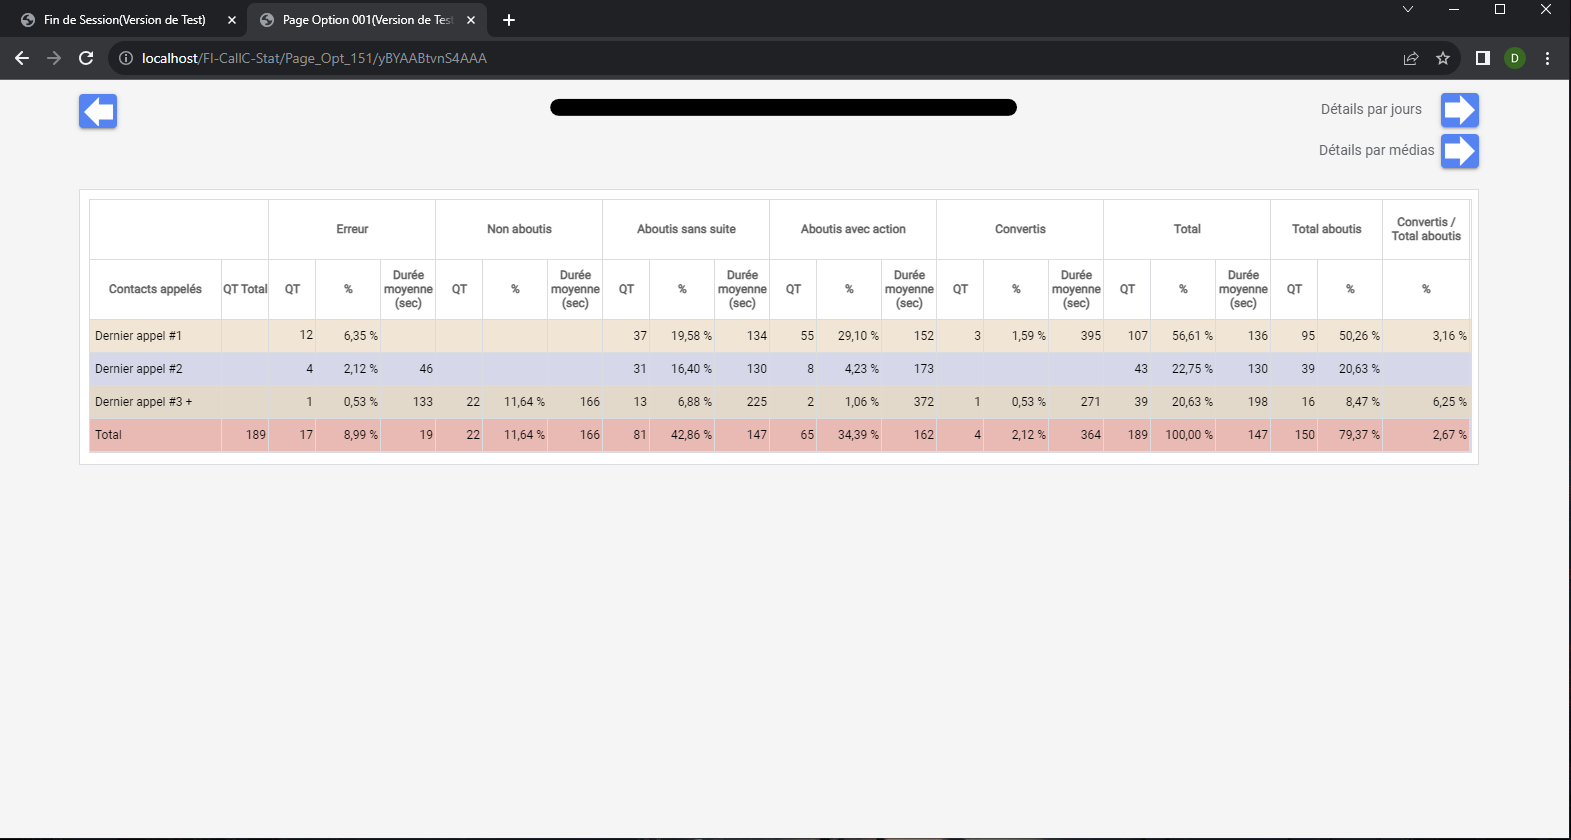 Fin de Session(Version de Test)
Page Option 001(Version de Test
localhost/FI-CallC-Stat/Page_Opt_151/yBYAABtvnS4AAA
D
Détails par jours
Détails par médias
Erreur Non aboutis Aboutis sans suite Aboutis avec action Convertis Total Total aboutis Convertis / Total aboutis
Contacts appelés QT Total QT % Durée moyenne (sec) QT % Durée moyenne (sec) QT % Durée moyenne (sec) QT % Durée moyenne (sec) QT % Durée moyenne (sec) QT % Durée moyenne (sec) QT % %
Dernier appel #1 12 6,35 % 37 19,58 % 134 55 29,10 % 152 3 1,59 % 395 107 56,61 % 136 95 50,26 % 3,16 %
Dernier appel #2 4 2,12 % 46 31 16,40 % 130 8 4,23 % 173 43 22,75 % 130 39 20,63 %
Dernier appel #3 + 1 0,53 % 133 22 11,64 % 166 13 6,88 % 225 2 1,06 % 372 1 0,53 % 271 39 20,63 % 198 16 8,47 % 6,25 %
Total 189 17 8,99 % 19 22 11,64 % 166 81 42,86 % 147 65 34,39 % 162 4 2,12 % 364 189 100,00 % 147 150 79,37 % 2,67 %